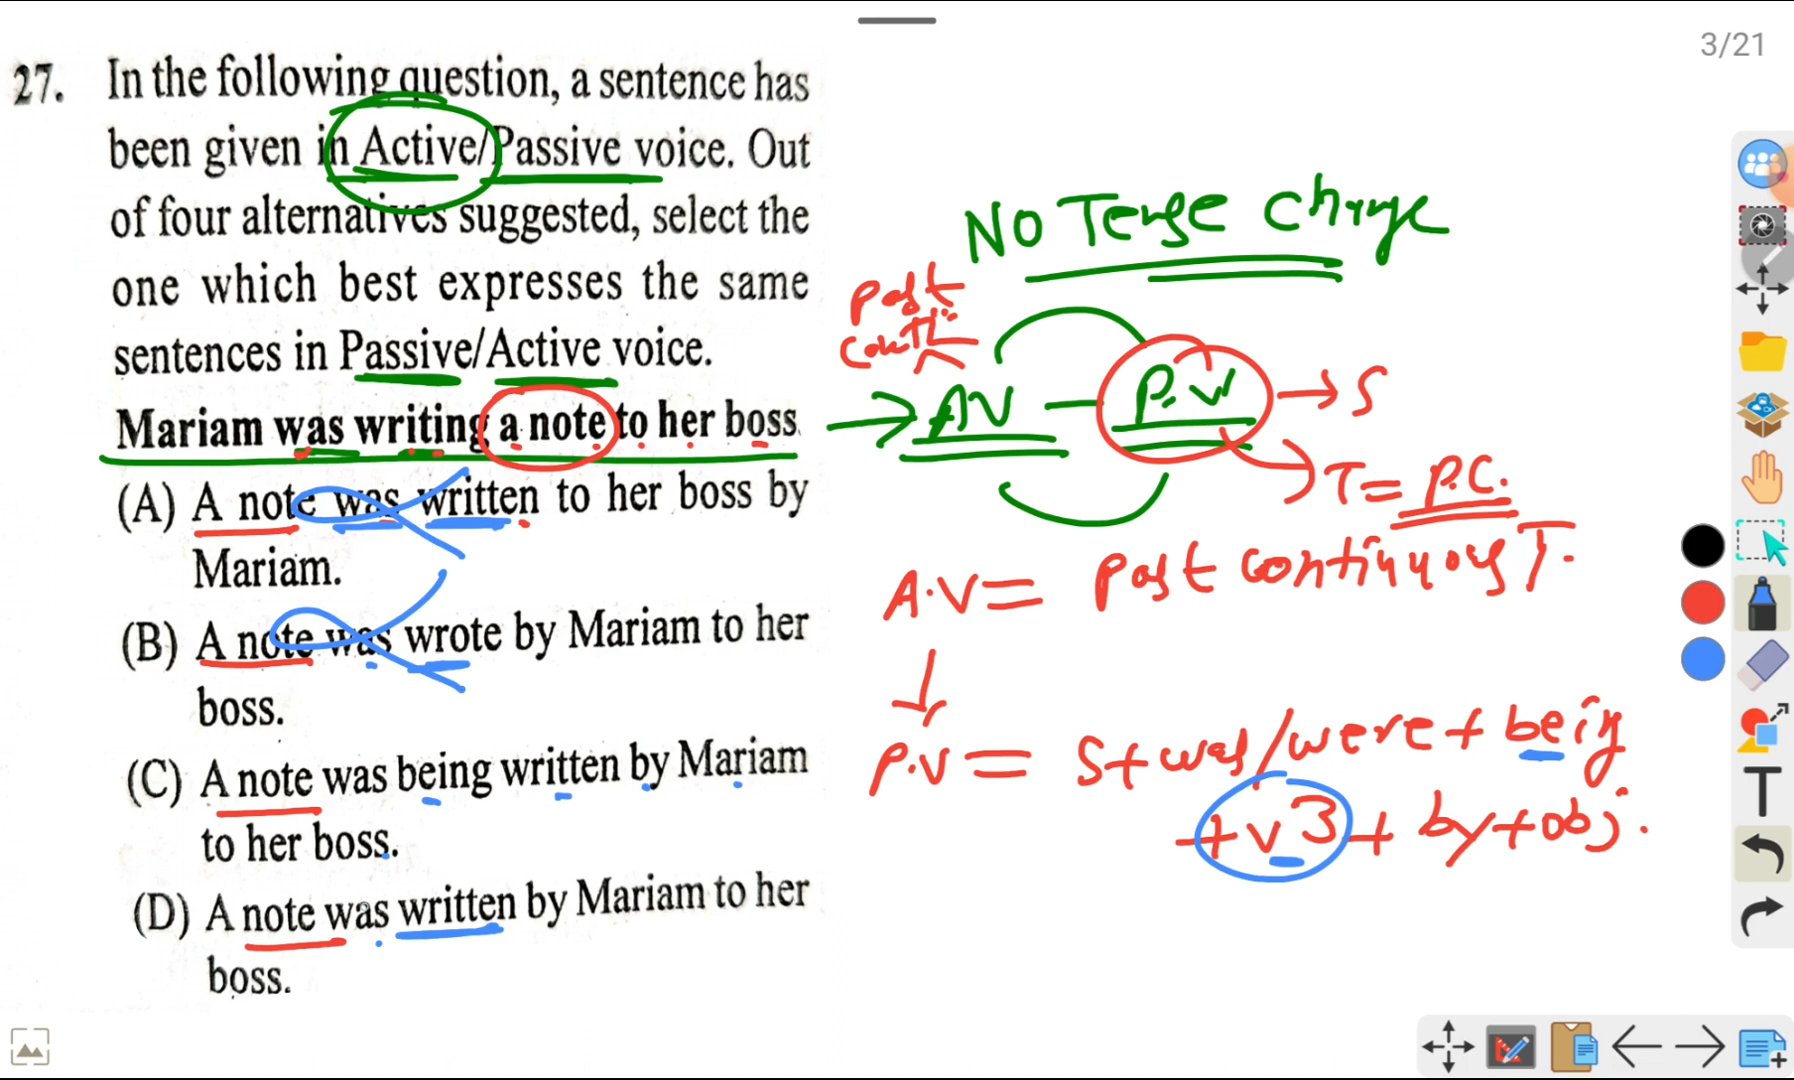 3/21
27. In the following question, a sentence has
been given in Active/Passive voice. Out
of four alternatives suggested, select the
one which best expresses the same
sentences in Passive/Active voice.
Mariam was writing a note to her boss
(A) A note was written to her boss by
Mariam.
(B) A note was wrote by Mariam to her
boss.
(C) A note was being written by Mariam
to her boss.
(D) A note was written by Mariam to her
boss.
NO Tense change
Past
conti.
AV P.V → S
T = P.C.
A.V = Past continuous T.
P.V = S + was/were + being
+ v3 + by + obj.
T